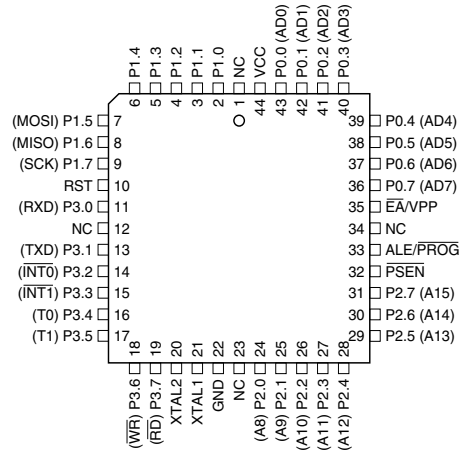 P1.4
P1.3
P1.2
P1.1
P1.0
NC
VCC
P0.0 (AD0)
P0.1 (AD1)
P0.2 (AD2)
P0.3 (AD3)
6
5
4
3
2
1
44
43
42
41
40
(MOSI) P1.5 7
(MISO) P1.6 8
(SCK) P1.7 9
RST 10
(RXD) P3.0 11
NC 12
(TXD) P3.1 13
(I̅N̅T̅0̅) P3.2 14
(I̅N̅T̅1̅) P3.3 15
(T0) P3.4 16
(T1) P3.5 17
39 P0.4 (AD4)
38 P0.5 (AD5)
37 P0.6 (AD6)
36 P0.7 (AD7)
35 E̅A̅/VPP
34 NC
33 ALE/P̅R̅O̅G̅
32 P̅S̅E̅N̅
31 P2.7 (A15)
30 P2.6 (A14)
29 P2.5 (A13)
18
19
20
21
22
23
24
25
26
27
28
(W̅R̅) P3.6
(R̅D̅) P3.7
XTAL2
XTAL1
GND
NC
(A8) P2.0
(A9) P2.1
(A10) P2.2
(A11) P2.3
(A12) P2.4